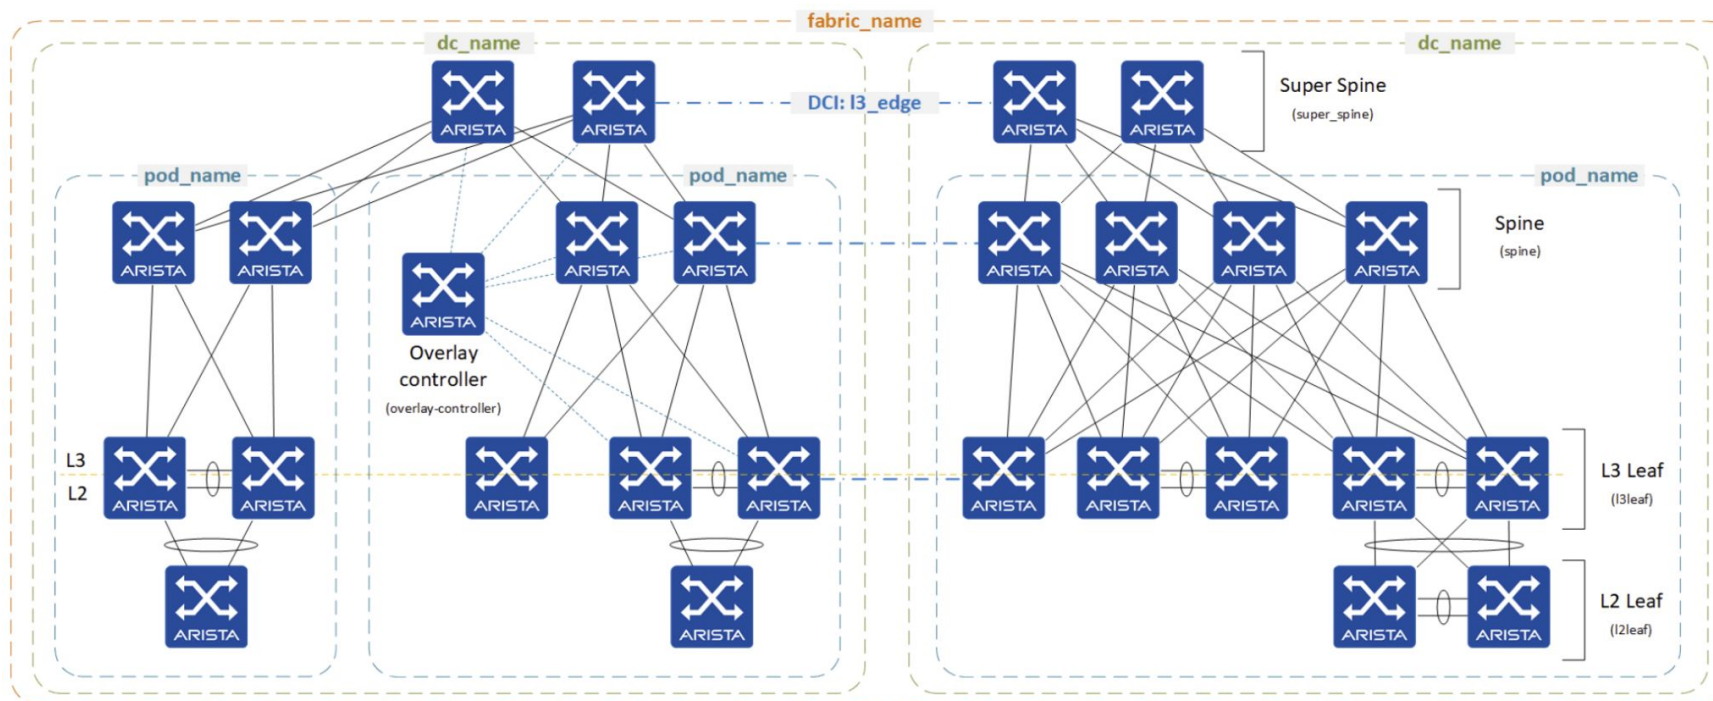 fabric_name
dc_name
dc_name
ARISTA
ARISTA
DCI: l3_edge
ARISTA
ARISTA
Super Spine
(super_spine)
pod_name
pod_name
pod_name
ARISTA
ARISTA
ARISTA
ARISTA
ARISTA
ARISTA
ARISTA
ARISTA
Spine
(spine)
ARISTA
Overlay
controller
(overlay-controller)
L3
L2
ARISTA
ARISTA
ARISTA
ARISTA
ARISTA
ARISTA
ARISTA
ARISTA
ARISTA
ARISTA
L3 Leaf
(l3leaf)
ARISTA
ARISTA
ARISTA
ARISTA
L2 Leaf
(l2leaf)